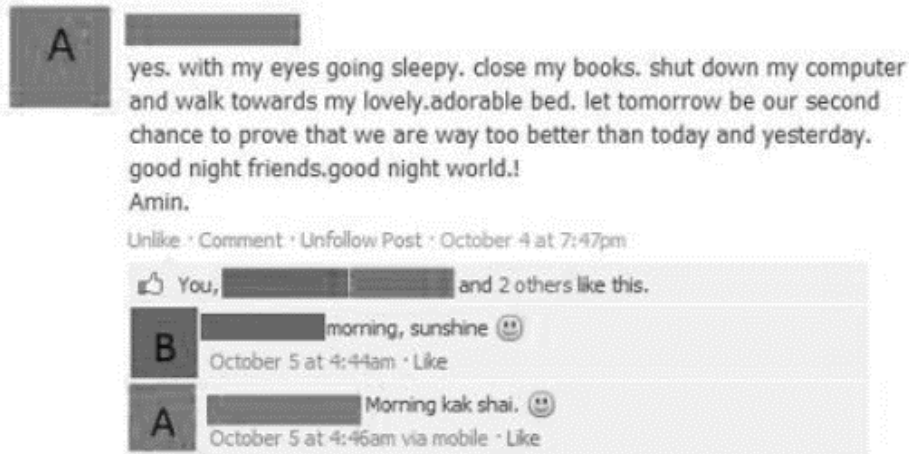 A
yes. with my eyes going sleepy. close my books. shut down my computer
and walk towards my lovely.adorable bed. let tomorrow be our second
chance to prove that we are way too better than today and yesterday.
good night friends.good night world.!
Amin.
Unlike · Comment · Unfollow Post · October 4 at 7:47pm
You, and 2 others like this.
B
morning, sunshine
October 5 at 4:44am · Like
A
Morning kak shai.
October 5 at 4:46am via mobile · Like